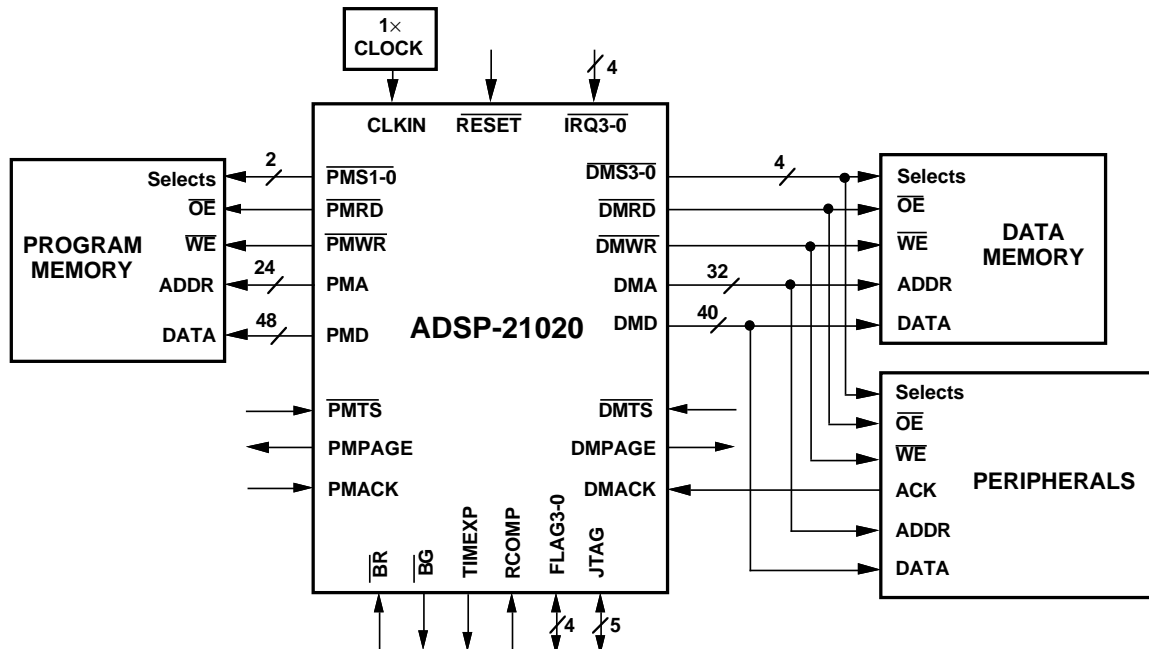 1×
CLOCK
4
CLKIN
RESET
IRQ3-0
PROGRAM
MEMORY
Selects
OE
WE
ADDR
DATA
2
24
48
PMS1-0
PMRD
PMWR
PMA
PMD
PMTS
PMPAGE
PMACK
ADSP-21020
DMS3-0
DMRD
DMWR
DMA
DMD
DMTS
DMPAGE
DMACK
4
32
40
Selects
OE
WE
ADDR
DATA
DATA
MEMORY
Selects
OE
WE
ACK
ADDR
DATA
PERIPHERALS
BR
BG
TIMEXP
RCOMP
FLAG3-0
JTAG
4
5